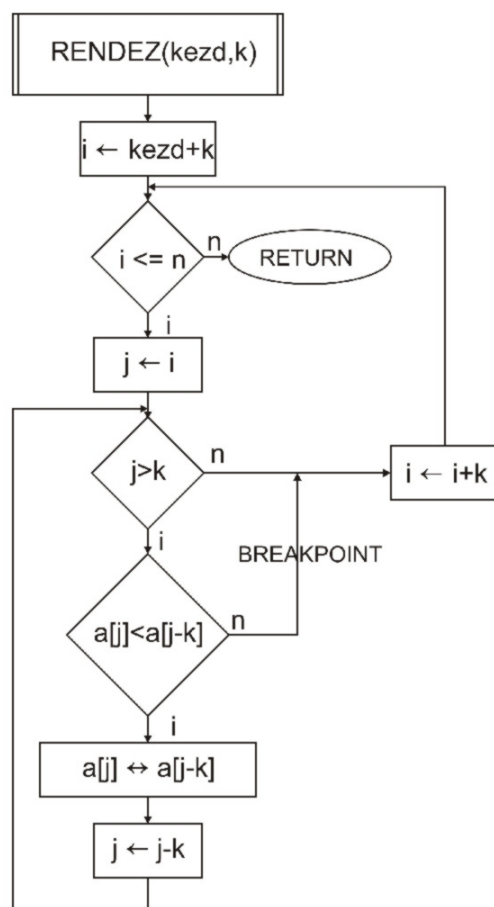 RENDEZ(kezd,k)
i ← kezd+k
i <= n
n
RETURN
i
j ← i
j>k
n
i ← i+k
i
BREAKPOINT
a[j]<a[j-k]
n
i
a[j] ↔ a[j-k]
j ← j-k